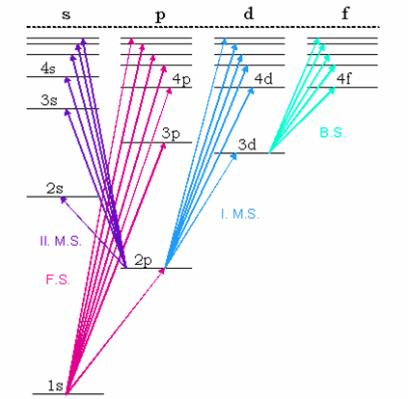 s p d f
4s 4p 4d 4f
3s
3p 3d B.S.
2s
I. M.S.
II. M.S.
2p
F.S.
1s